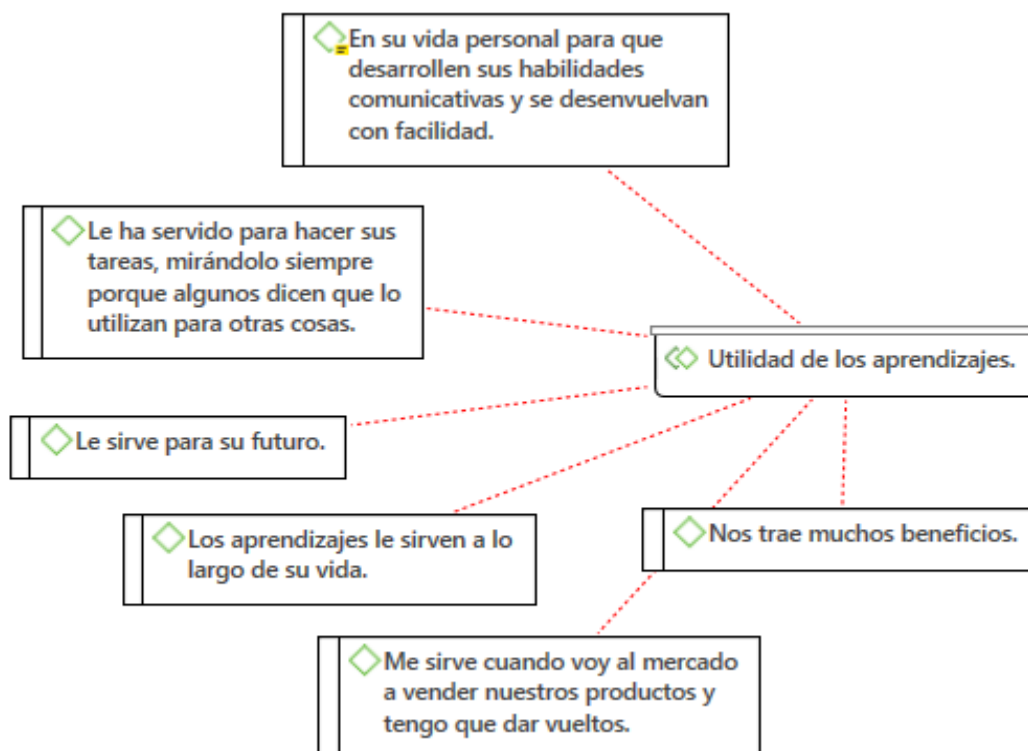 En su vida personal para que
desarrollen sus habilidades
comunicativas y se desenvuelvan
con facilidad.
Le ha servido para hacer sus
tareas, mirándolo siempre
porque algunos dicen que lo
utilizan para otras cosas.
Utilidad de los aprendizajes.
Le sirve para su futuro.
Los aprendizajes le sirven a lo
largo de su vida.
Nos trae muchos beneficios.
Me sirve cuando voy al mercado
a vender nuestros productos y
tengo que dar vueltos.